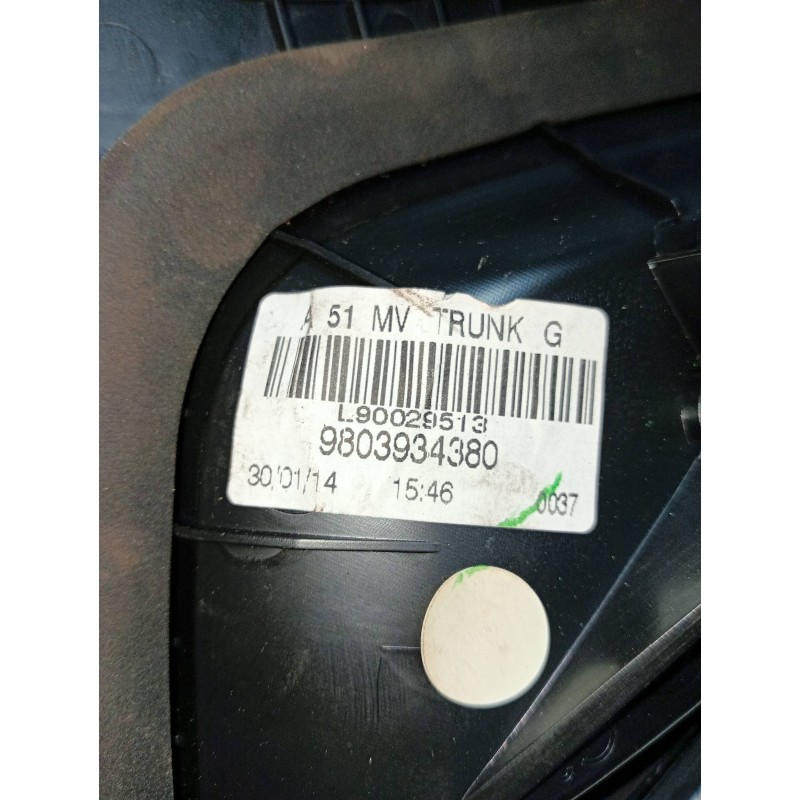 A 51 MV TRUNK G
L90029513
9803934380
30/01/14 15:46 0037